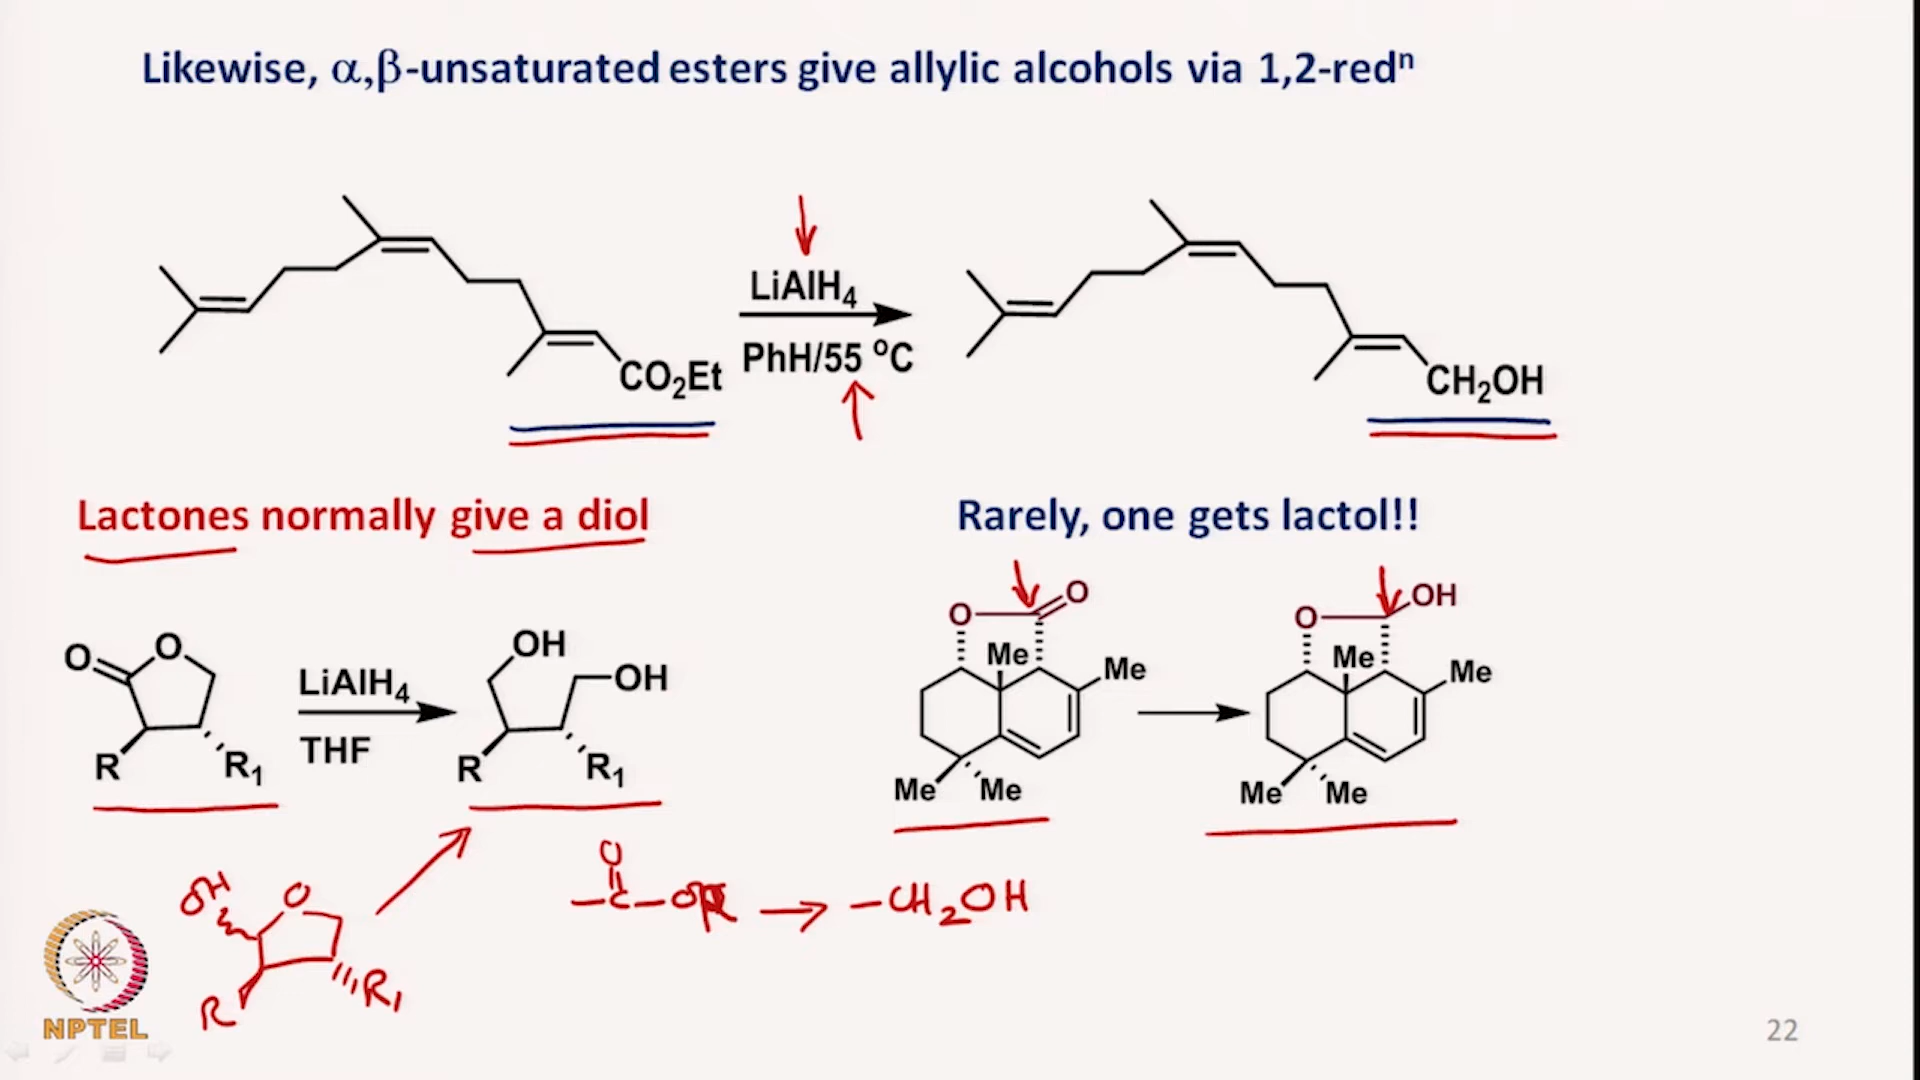 Likewise, α,β-unsaturated esters give allylic alcohols via 1,2-redⁿ
LiAlH₄
PhH/55 ⁰C
CO₂Et
CH₂OH
Lactones normally give a diol
Rarely, one gets lactol!!
O O
R R₁
LiAlH₄
THF
OH
OH
R R₁
O O
Me
Me
Me Me
O OH
Me
Me
Me Me
OH O
R R₁
O
-C-O → -CH₂OH
NPTEL
22